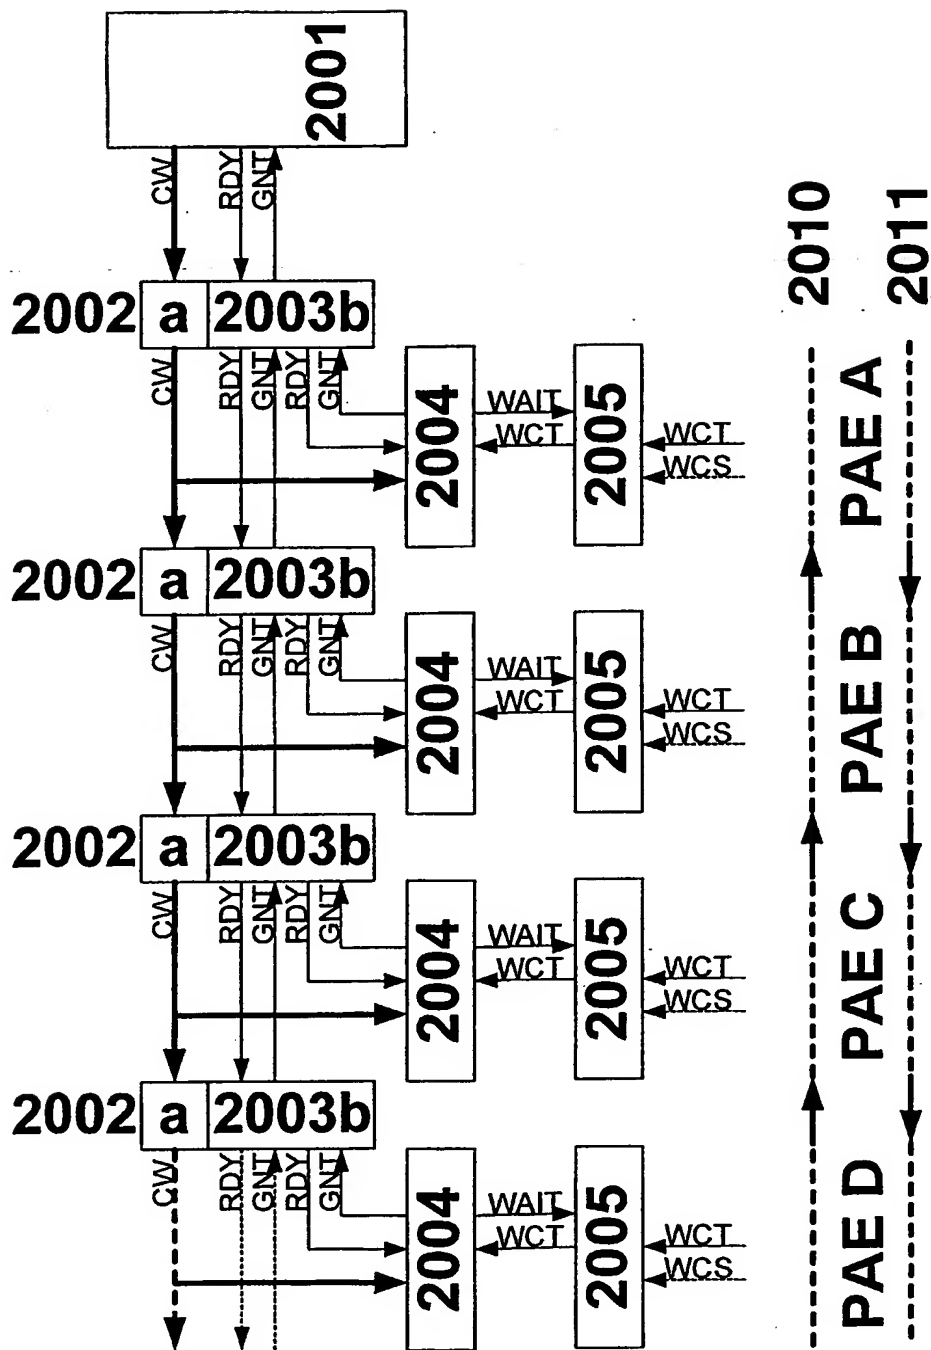 2001
CW
RDY
GNT
2010
2011
2002 a 2003b
CW
RDY
GNT
RDY
GNT
2004
WAIT
WCT
2005
WCT
WCS
PAE A
2002 a 2003b
CW
RDY
GNT
RDY
GNT
2004
WAIT
WCT
2005
WCT
WCS
PAE B
2002 a 2003b
CW
RDY
GNT
RDY
GNT
2004
WAIT
WCT
2005
WCT
WCS
PAE C
2002 a 2003b
CW
RDY
GNT
RDY
GNT
2004
WAIT
WCT
2005
WCT
WCS
PAE D